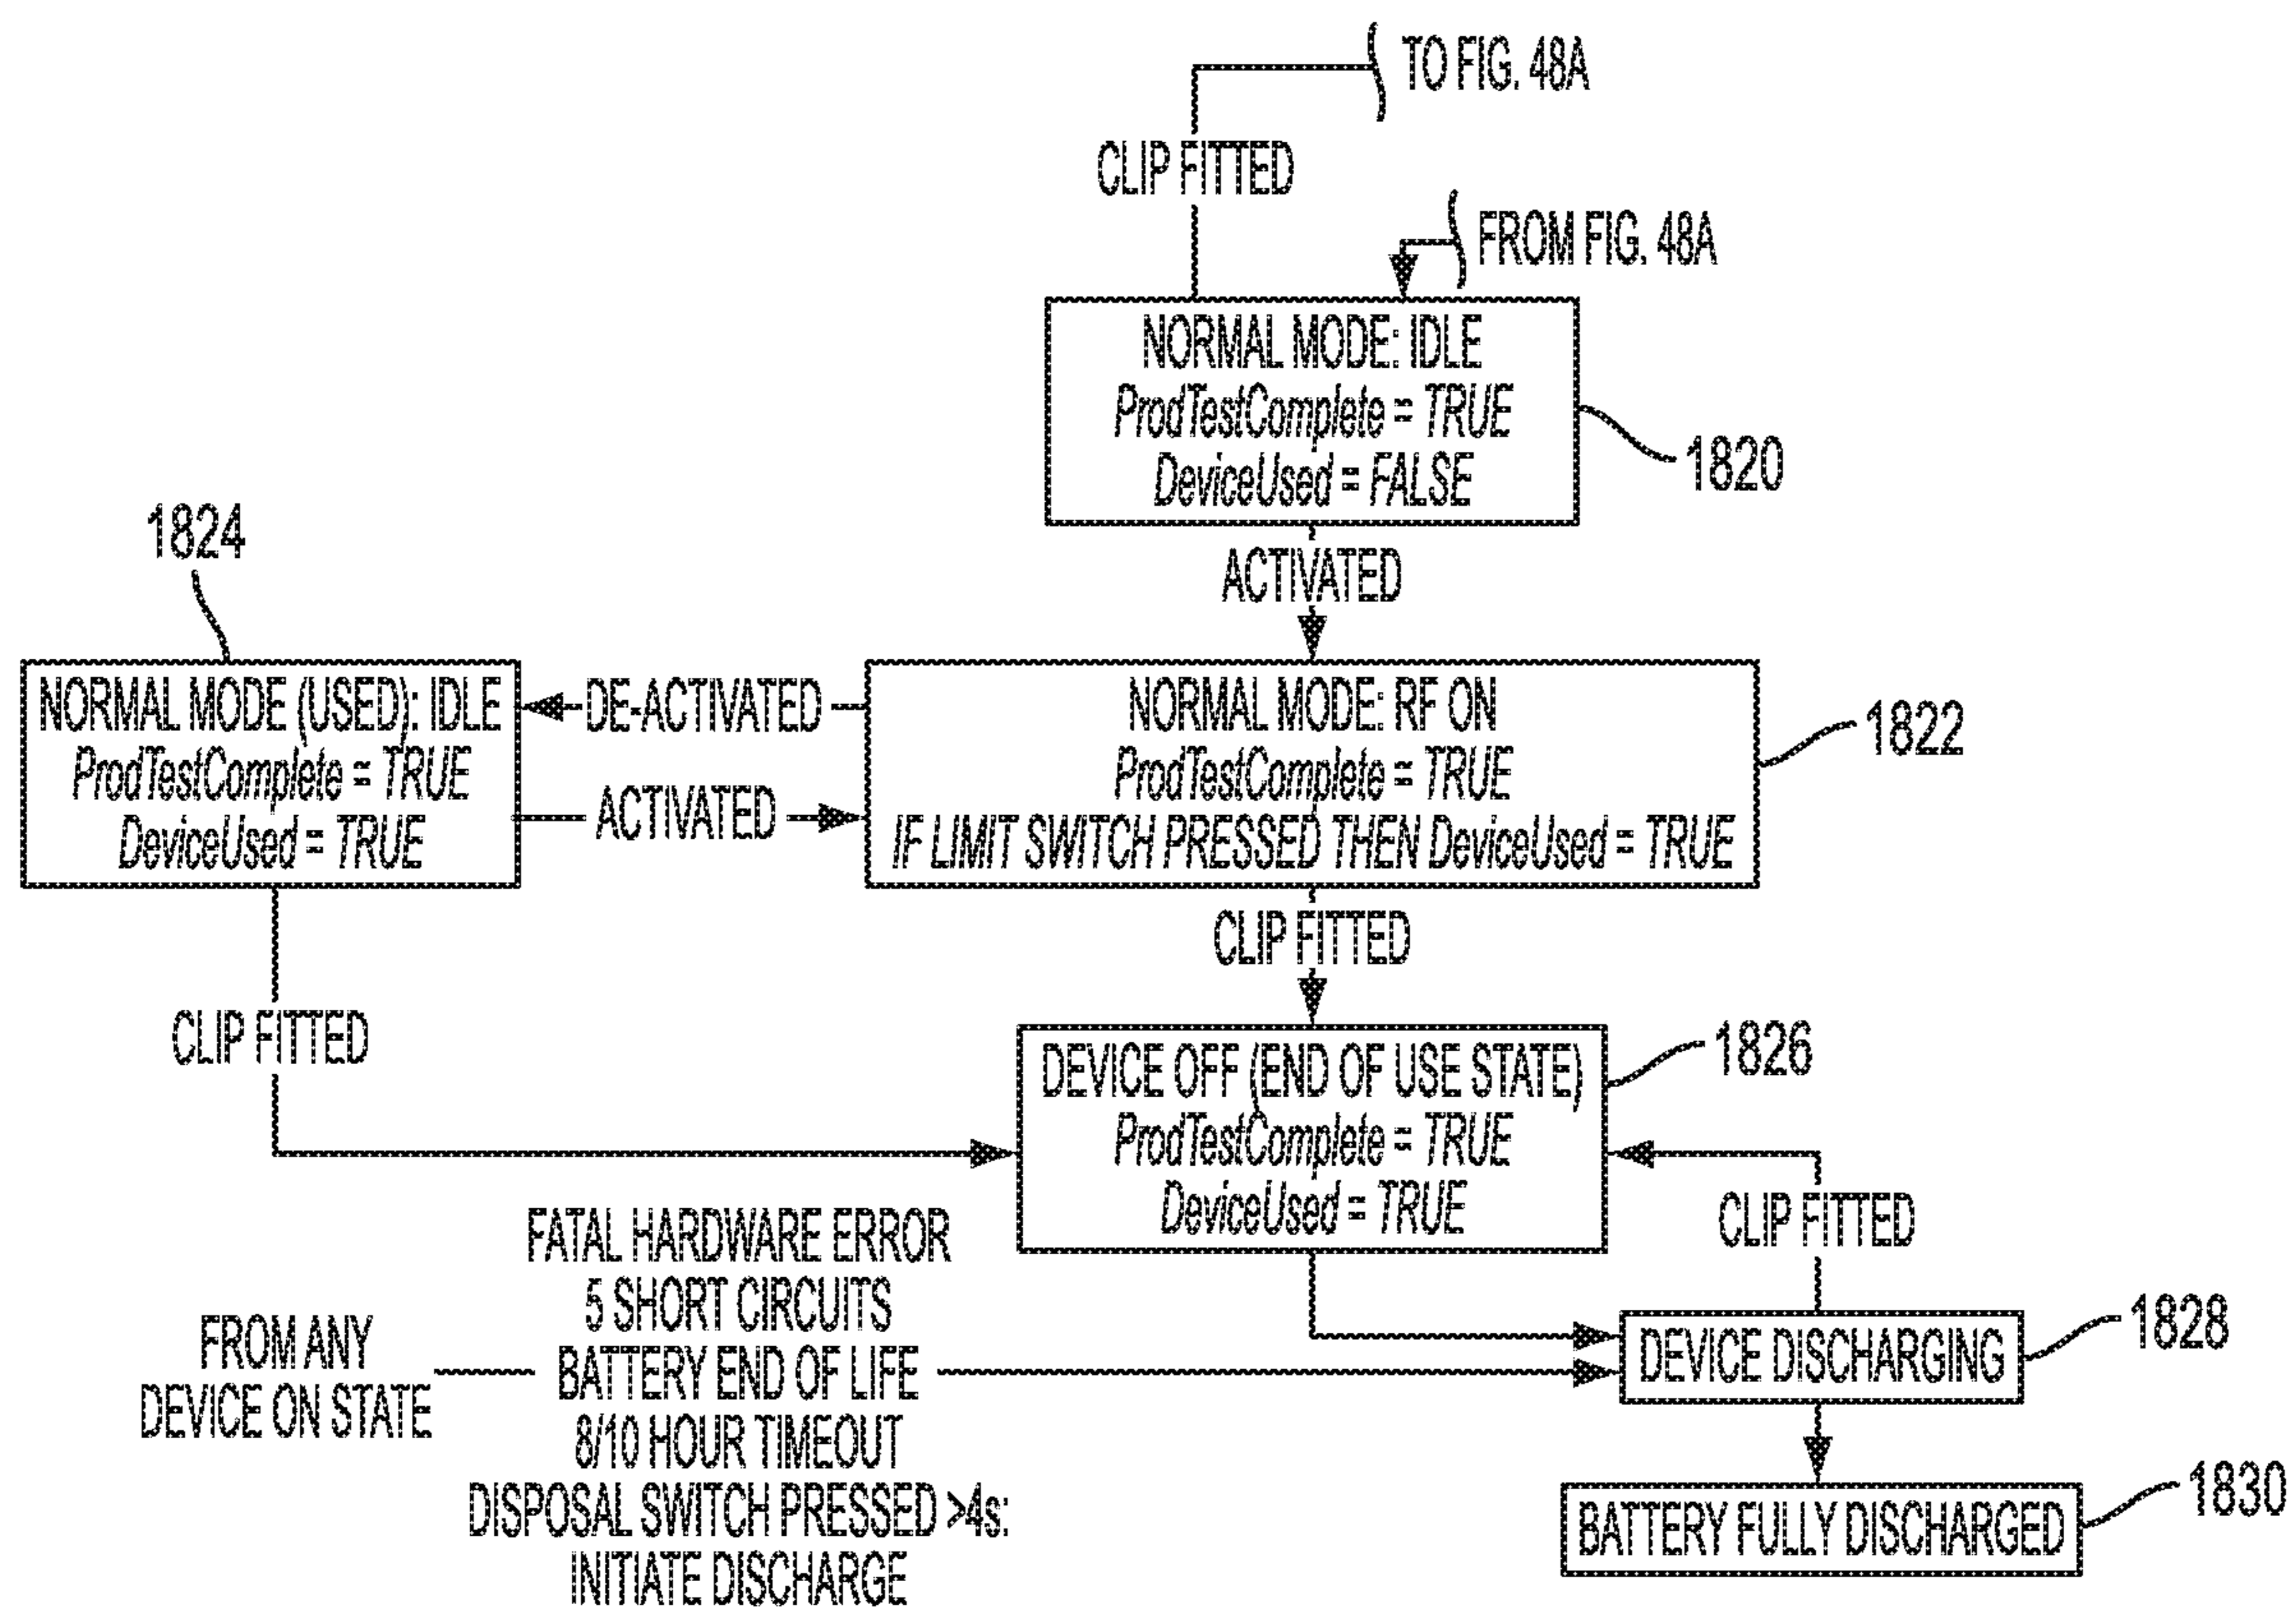 TO FIG. 48A
CLIP FITTED
FROM FIG. 48A
NORMAL MODE: IDLE
ProdTestComplete = TRUE
DeviceUsed = FALSE
1820
ACTIVATED
1824
NORMAL MODE (USED): IDLE
ProdTestComplete = TRUE
DeviceUsed = TRUE
DE-ACTIVATED
ACTIVATED
NORMAL MODE: RF ON
ProdTestComplete = TRUE
IF LIMIT SWITCH PRESSED THEN DeviceUsed = TRUE
1822
CLIP FITTED
CLIP FITTED
DEVICE OFF (END OF USE STATE)
ProdTestComplete = TRUE
DeviceUsed = TRUE
1826
CLIP FITTED
FROM ANY
DEVICE ON STATE
FATAL HARDWARE ERROR
5 SHORT CIRCUITS
BATTERY END OF LIFE
8/10 HOUR TIMEOUT
DISPOSAL SWITCH PRESSED >4s:
INITIATE DISCHARGE
DEVICE DISCHARGING
1828
BATTERY FULLY DISCHARGED
1830